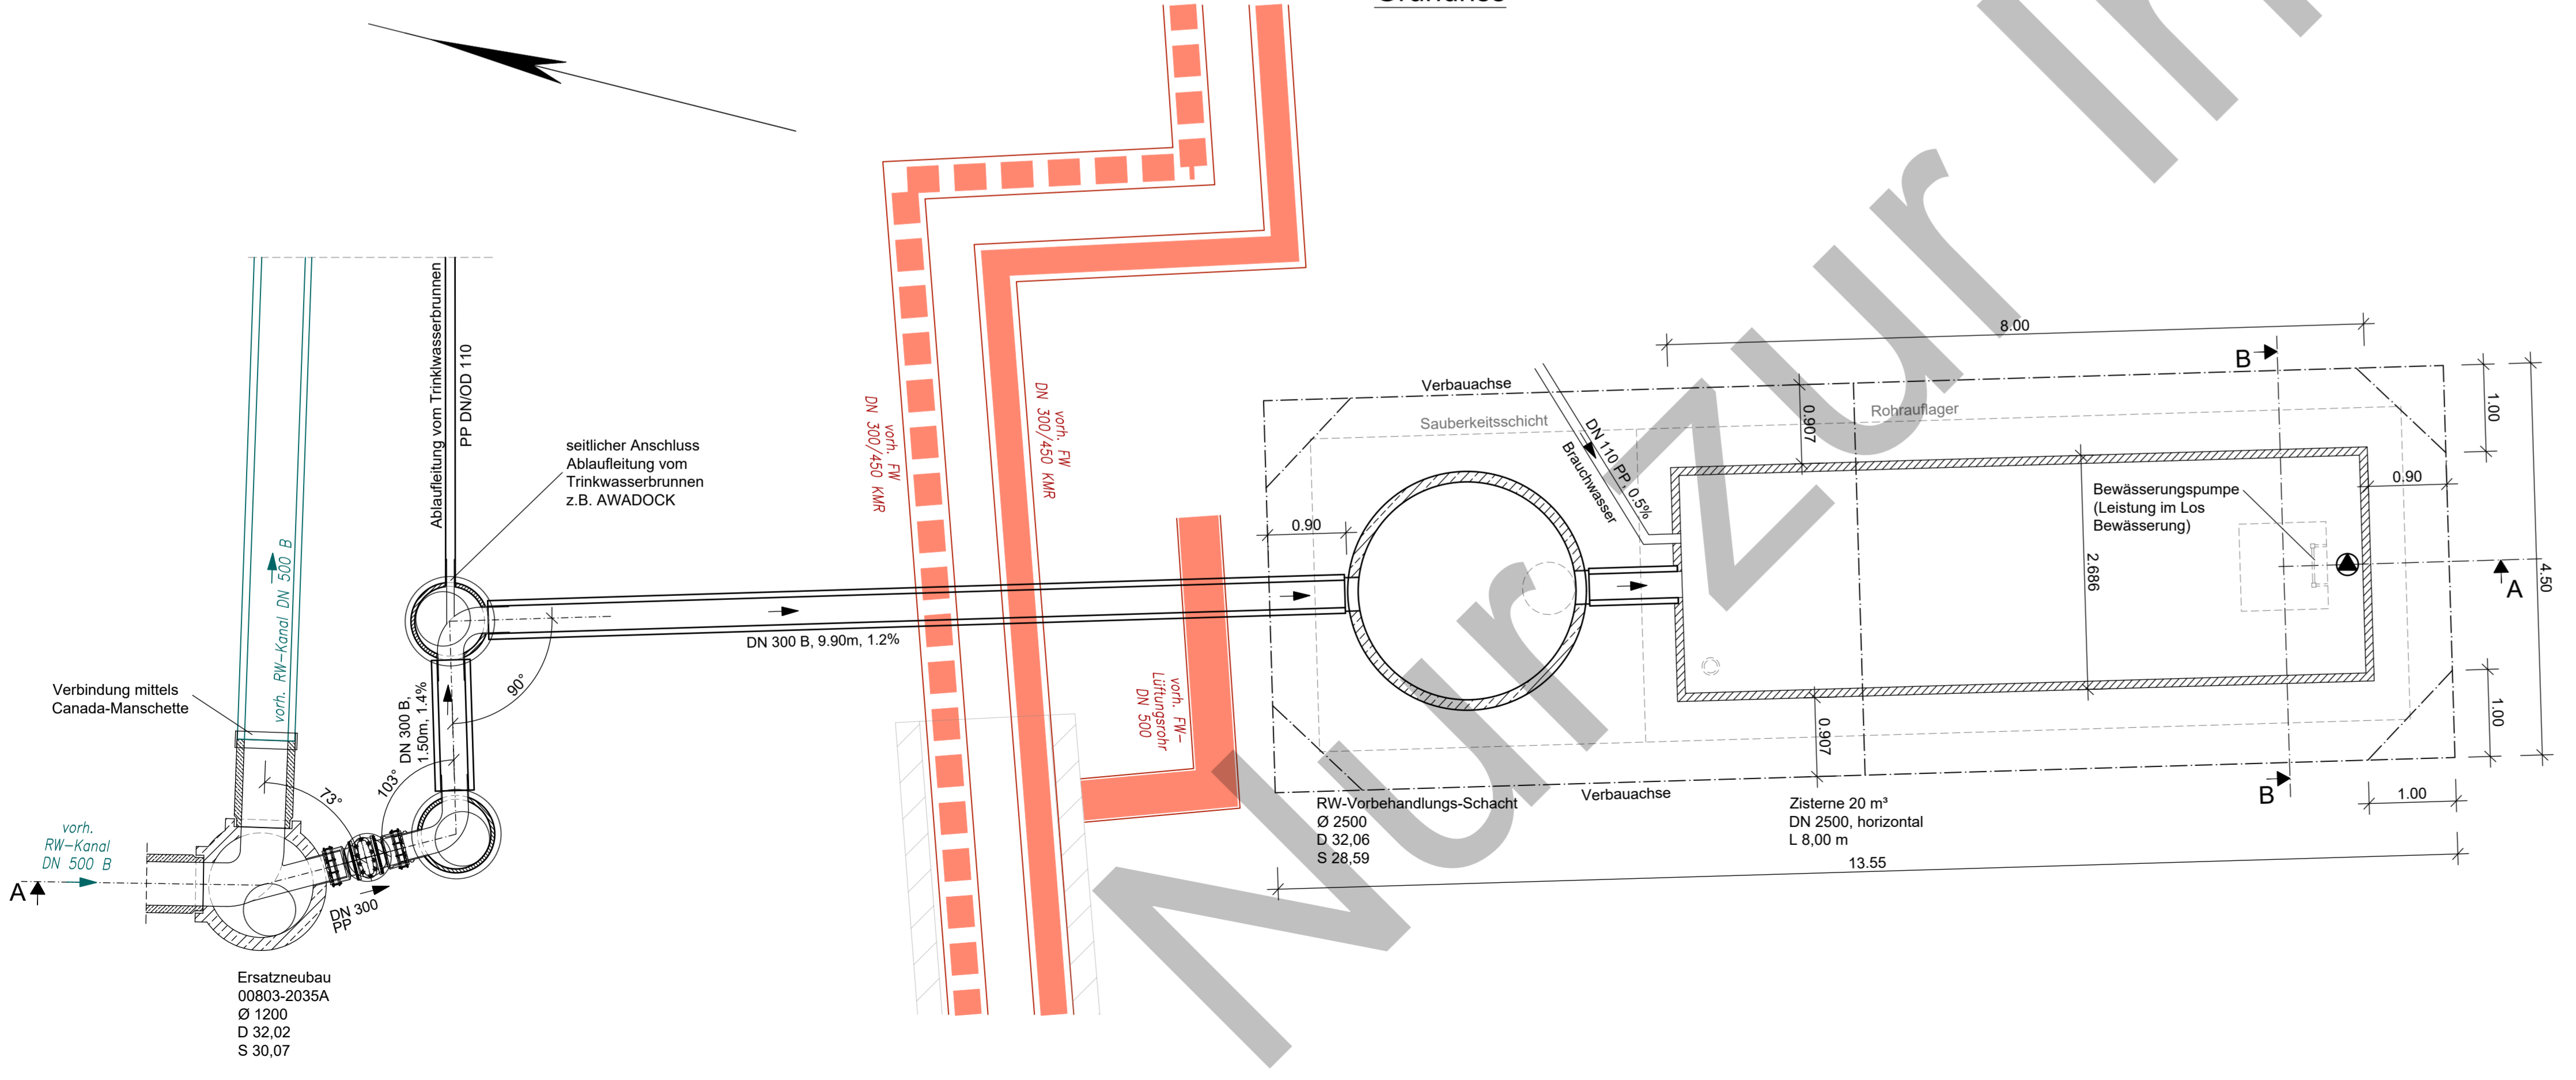 Ablaufleitung vom Trinklwasserbrunnen
PP DN/OD 110
seitlicher Anschluss
Ablaufleitung vom
Trinkwasserbrunnen
z.B. AWADOCK
vorh. RW-Kanal DN 500 B
Verbindung mittels
Canada-Manschette
73°
103°
90°
DN 300 B,
1.50m, 1.4%
DN 300 B, 9.90m, 1.2%
vorh.
RW-Kanal
DN 500 B
A
DN 300
PP
Ersatzneubau
00803-2035A
Ø 1200
D 32,02
S 30,07
vorh. FW
DN 300/450 KMR
vorh. FW
DN 300/450 KMR
vorh. FW-
Lüftungsrohr
DN 500
Verbauachse
Sauberkeitsschicht
Rohrauflager
8.00
B
0.907
1.00
4.50
0.90
0.90
DN 110 PP, 0.5%
Brauchwasser
Bewässerungspumpe
(Leistung im Los
Bewässerung)
2.686
A
0.907
1.00
1.00
B
Verbauachse
RW-Vorbehandlungs-Schacht
Ø 2500
D 32,06
S 28,59
Zisterne 20 m³
DN 2500, horizontal
L 8,00 m
13.55
Nur zur